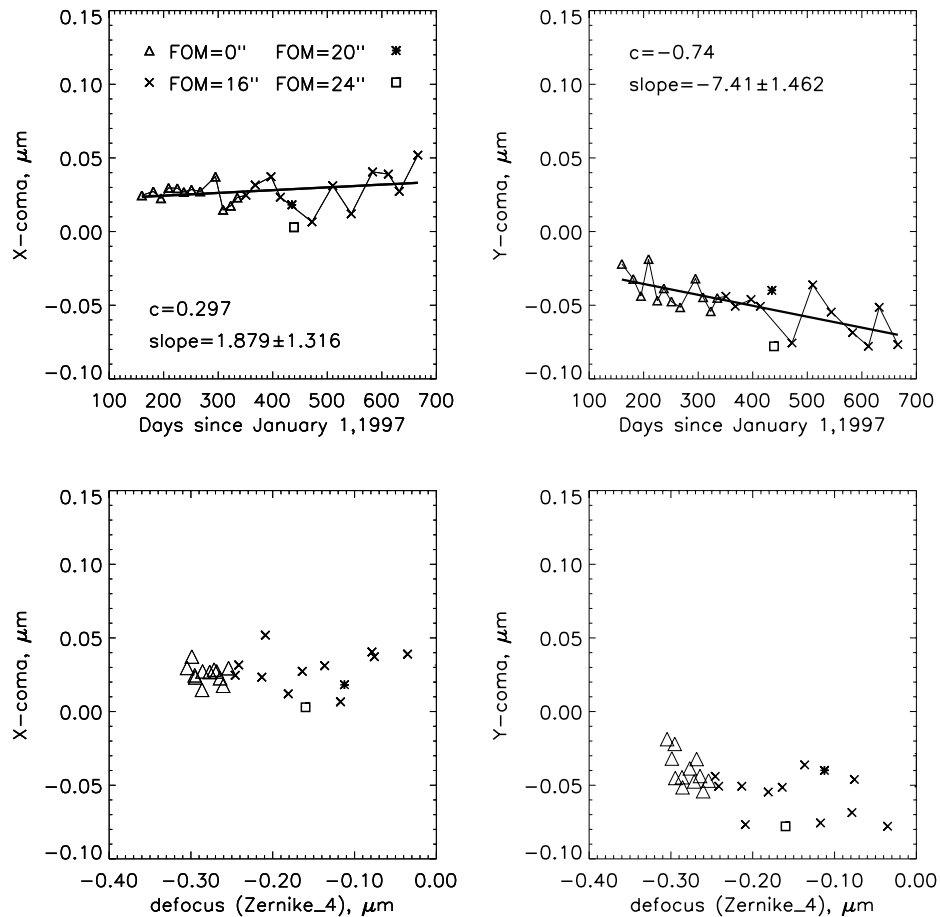 0.15
0.10
0.05
0.00
−0.05
−0.10
X−coma, μm
△ FOM=0" FOM=20" ✳
× FOM=16" FOM=24" □
c=0.297
slope=1.879±1.316
100 200 300 400 500 600 700
Days since January 1,1997
0.15
0.10
0.05
0.00
−0.05
−0.10
Y−coma, μm
c=−0.74
slope=−7.41±1.462
100 200 300 400 500 600 700
Days since January 1,1997
0.15
0.10
0.05
0.00
−0.05
−0.10
X−coma, μm
−0.40 −0.30 −0.20 −0.10 0.00
defocus (Zernike_4), μm
0.15
0.10
0.05
0.00
−0.05
−0.10
Y−coma, μm
−0.40 −0.30 −0.20 −0.10 0.00
defocus (Zernike_4), μm